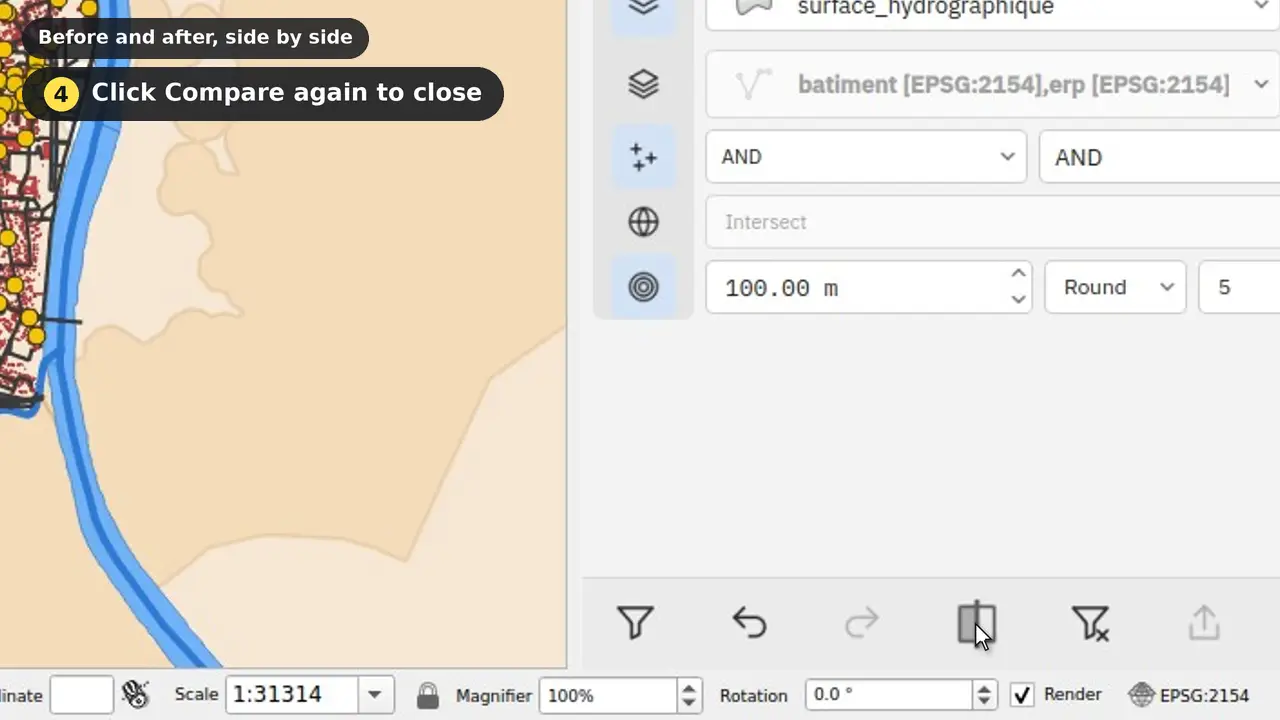 surface_hydrographique
Before and after, side by side
4 Click Compare again to close
batiment [EPSG:2154],erp [EPSG:2154]
AND AND
Intersect
100.00 m Round 5
inate Scale 1:31314 Magnifier 100% Rotation 0.0 ° Render EPSG:2154